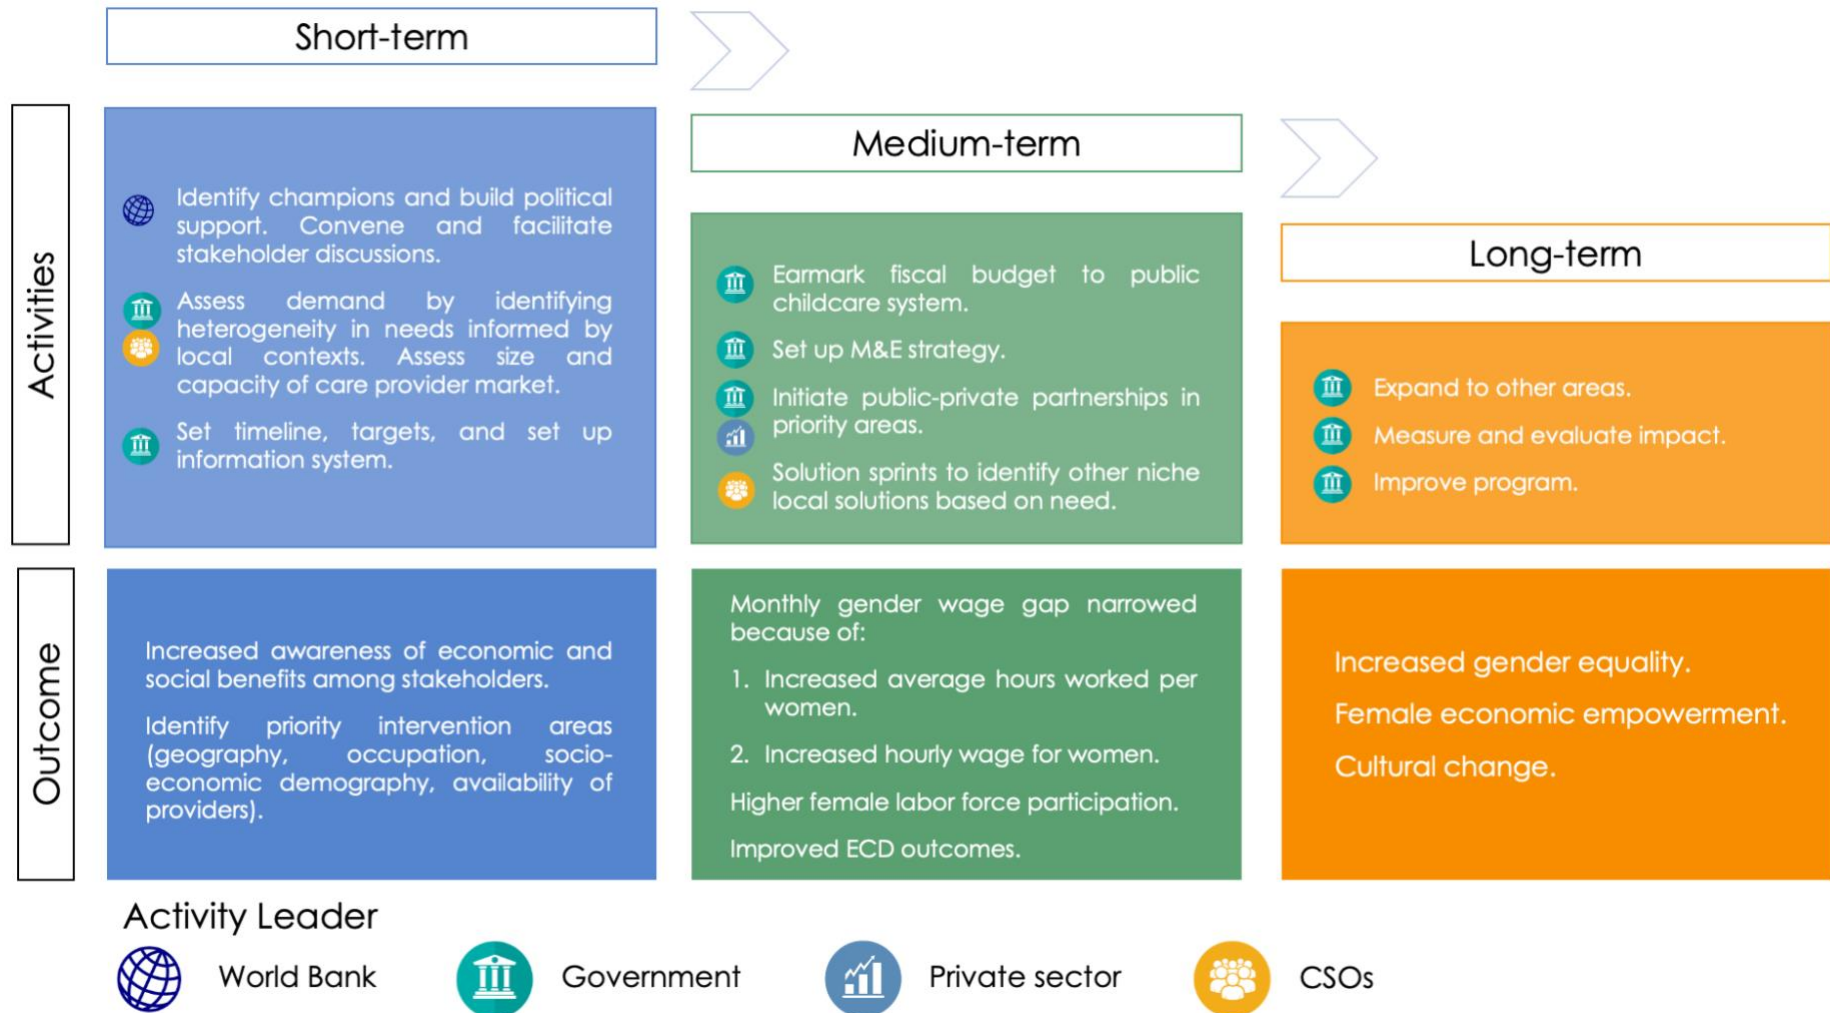 Short-term
Medium-term
Long-term
Activities
Identify champions and build political
support. Convene and facilitate
stakeholder discussions.
Assess demand by identifying
heterogeneity in needs informed by
local contexts. Assess size and
capacity of care provider market.
Set timeline, targets, and set up
information system.
Earmark fiscal budget to public
childcare system.
Set up M&E strategy.
Initiate public-private partnerships in
priority areas.
Solution sprints to identify other niche
local solutions based on need.
Expand to other areas.
Measure and evaluate impact.
Improve program.
Outcome
Increased awareness of economic and
social benefits among stakeholders.
Identify priority intervention areas
(geography, occupation, socio-
economic demography, availability of
providers).
Monthly gender wage gap narrowed
because of:
1. Increased average hours worked per
women.
2. Increased hourly wage for women.
Higher female labor force participation.
Improved ECD outcomes.
Increased gender equality.
Female economic empowerment.
Cultural change.
Activity Leader
World Bank
Government
Private sector
CSOs